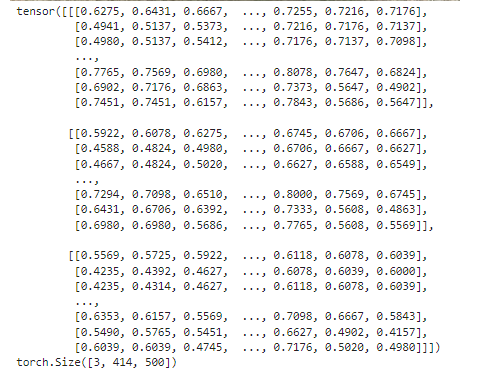 tensor([[[0.6275, 0.6431, 0.6667,  ..., 0.7255, 0.7216, 0.7176],
         [0.4941, 0.5137, 0.5373,  ..., 0.7216, 0.7176, 0.7137],
         [0.4980, 0.5137, 0.5412,  ..., 0.7176, 0.7137, 0.7098],
         ...,
         [0.7765, 0.7569, 0.6980,  ..., 0.8078, 0.7647, 0.6824],
         [0.6902, 0.7176, 0.6863,  ..., 0.7373, 0.5647, 0.4902],
         [0.7451, 0.7451, 0.6157,  ..., 0.7843, 0.5686, 0.5647]],
        [[0.5922, 0.6078, 0.6275,  ..., 0.6745, 0.6706, 0.6667],
         [0.4588, 0.4824, 0.4980,  ..., 0.6706, 0.6667, 0.6627],
         [0.4667, 0.4824, 0.5020,  ..., 0.6627, 0.6588, 0.6549],
         ...,
         [0.7294, 0.7098, 0.6510,  ..., 0.8000, 0.7569, 0.6745],
         [0.6431, 0.6706, 0.6392,  ..., 0.7333, 0.5608, 0.4863],
         [0.6980, 0.6980, 0.5686,  ..., 0.7765, 0.5608, 0.5569]],
        [[0.5569, 0.5725, 0.5922,  ..., 0.6118, 0.6078, 0.6039],
         [0.4235, 0.4392, 0.4627,  ..., 0.6078, 0.6039, 0.6000],
         [0.4235, 0.4314, 0.4627,  ..., 0.6118, 0.6078, 0.6039],
         ...,
         [0.6353, 0.6157, 0.5569,  ..., 0.7098, 0.6667, 0.5843],
         [0.5490, 0.5765, 0.5451,  ..., 0.6627, 0.4902, 0.4157],
         [0.6039, 0.6039, 0.4745,  ..., 0.7176, 0.5020, 0.4980]]])
torch.Size([3, 414, 500])